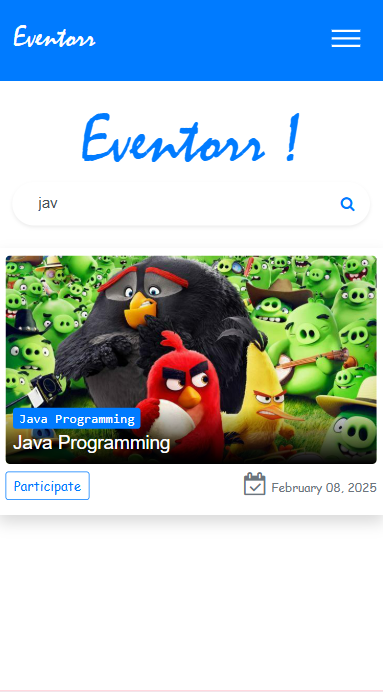 Eventorr
Eventorr !
jav
Java Programming
Java Programming
Participate
February 08, 2025